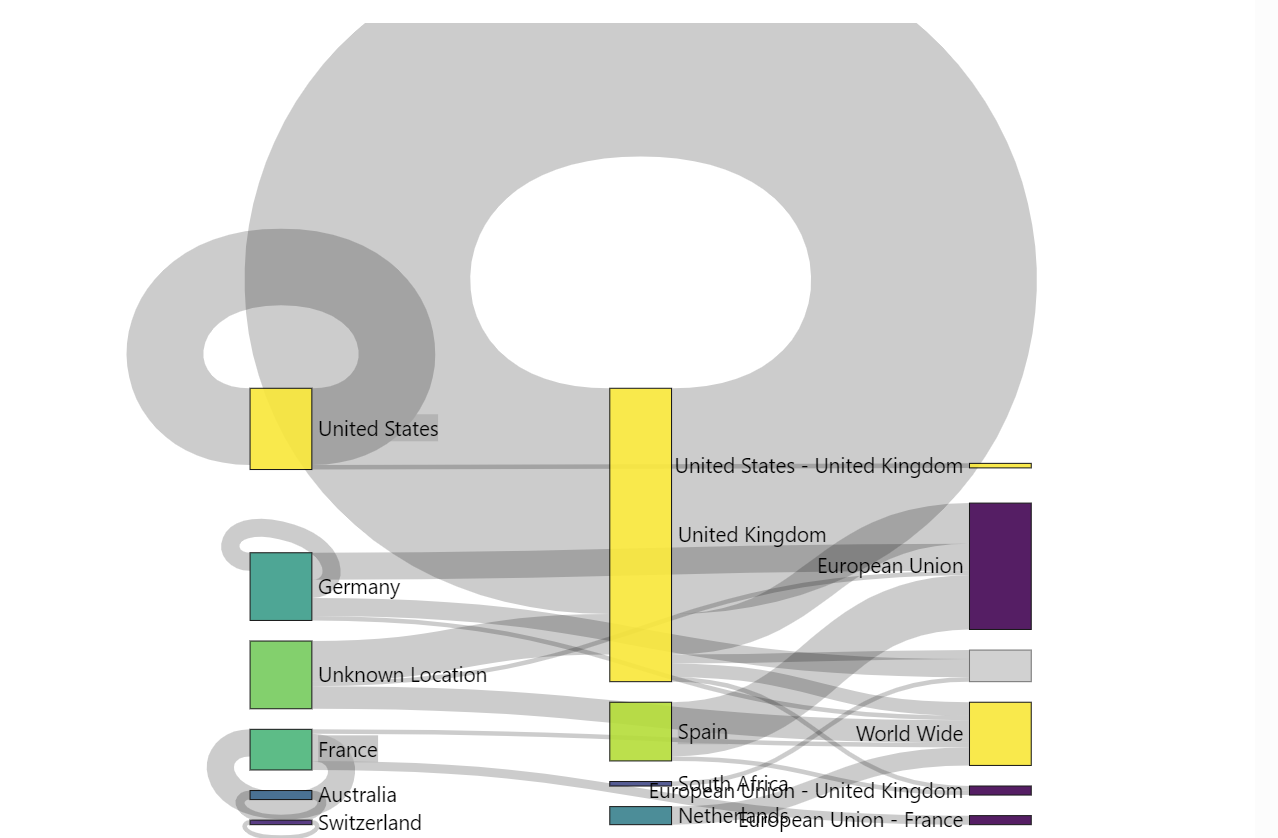 United States
United States - United Kingdom
United Kingdom
European Union
Germany
Unknown Location
Spain
World Wide
France
South Africa
European Union - United Kingdom
Australia
Netherlands
European Union - France
Switzerland